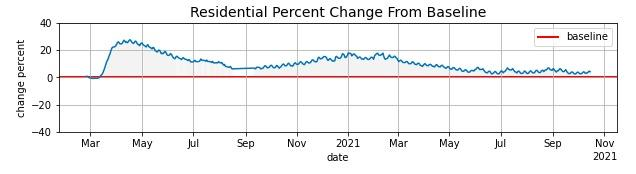 Residential Percent Change From Baseline
40
20
0
−20
−40
change percent
baseline
Mar May Jul Sep Nov 2021 Mar May Jul Sep Nov
2021
date